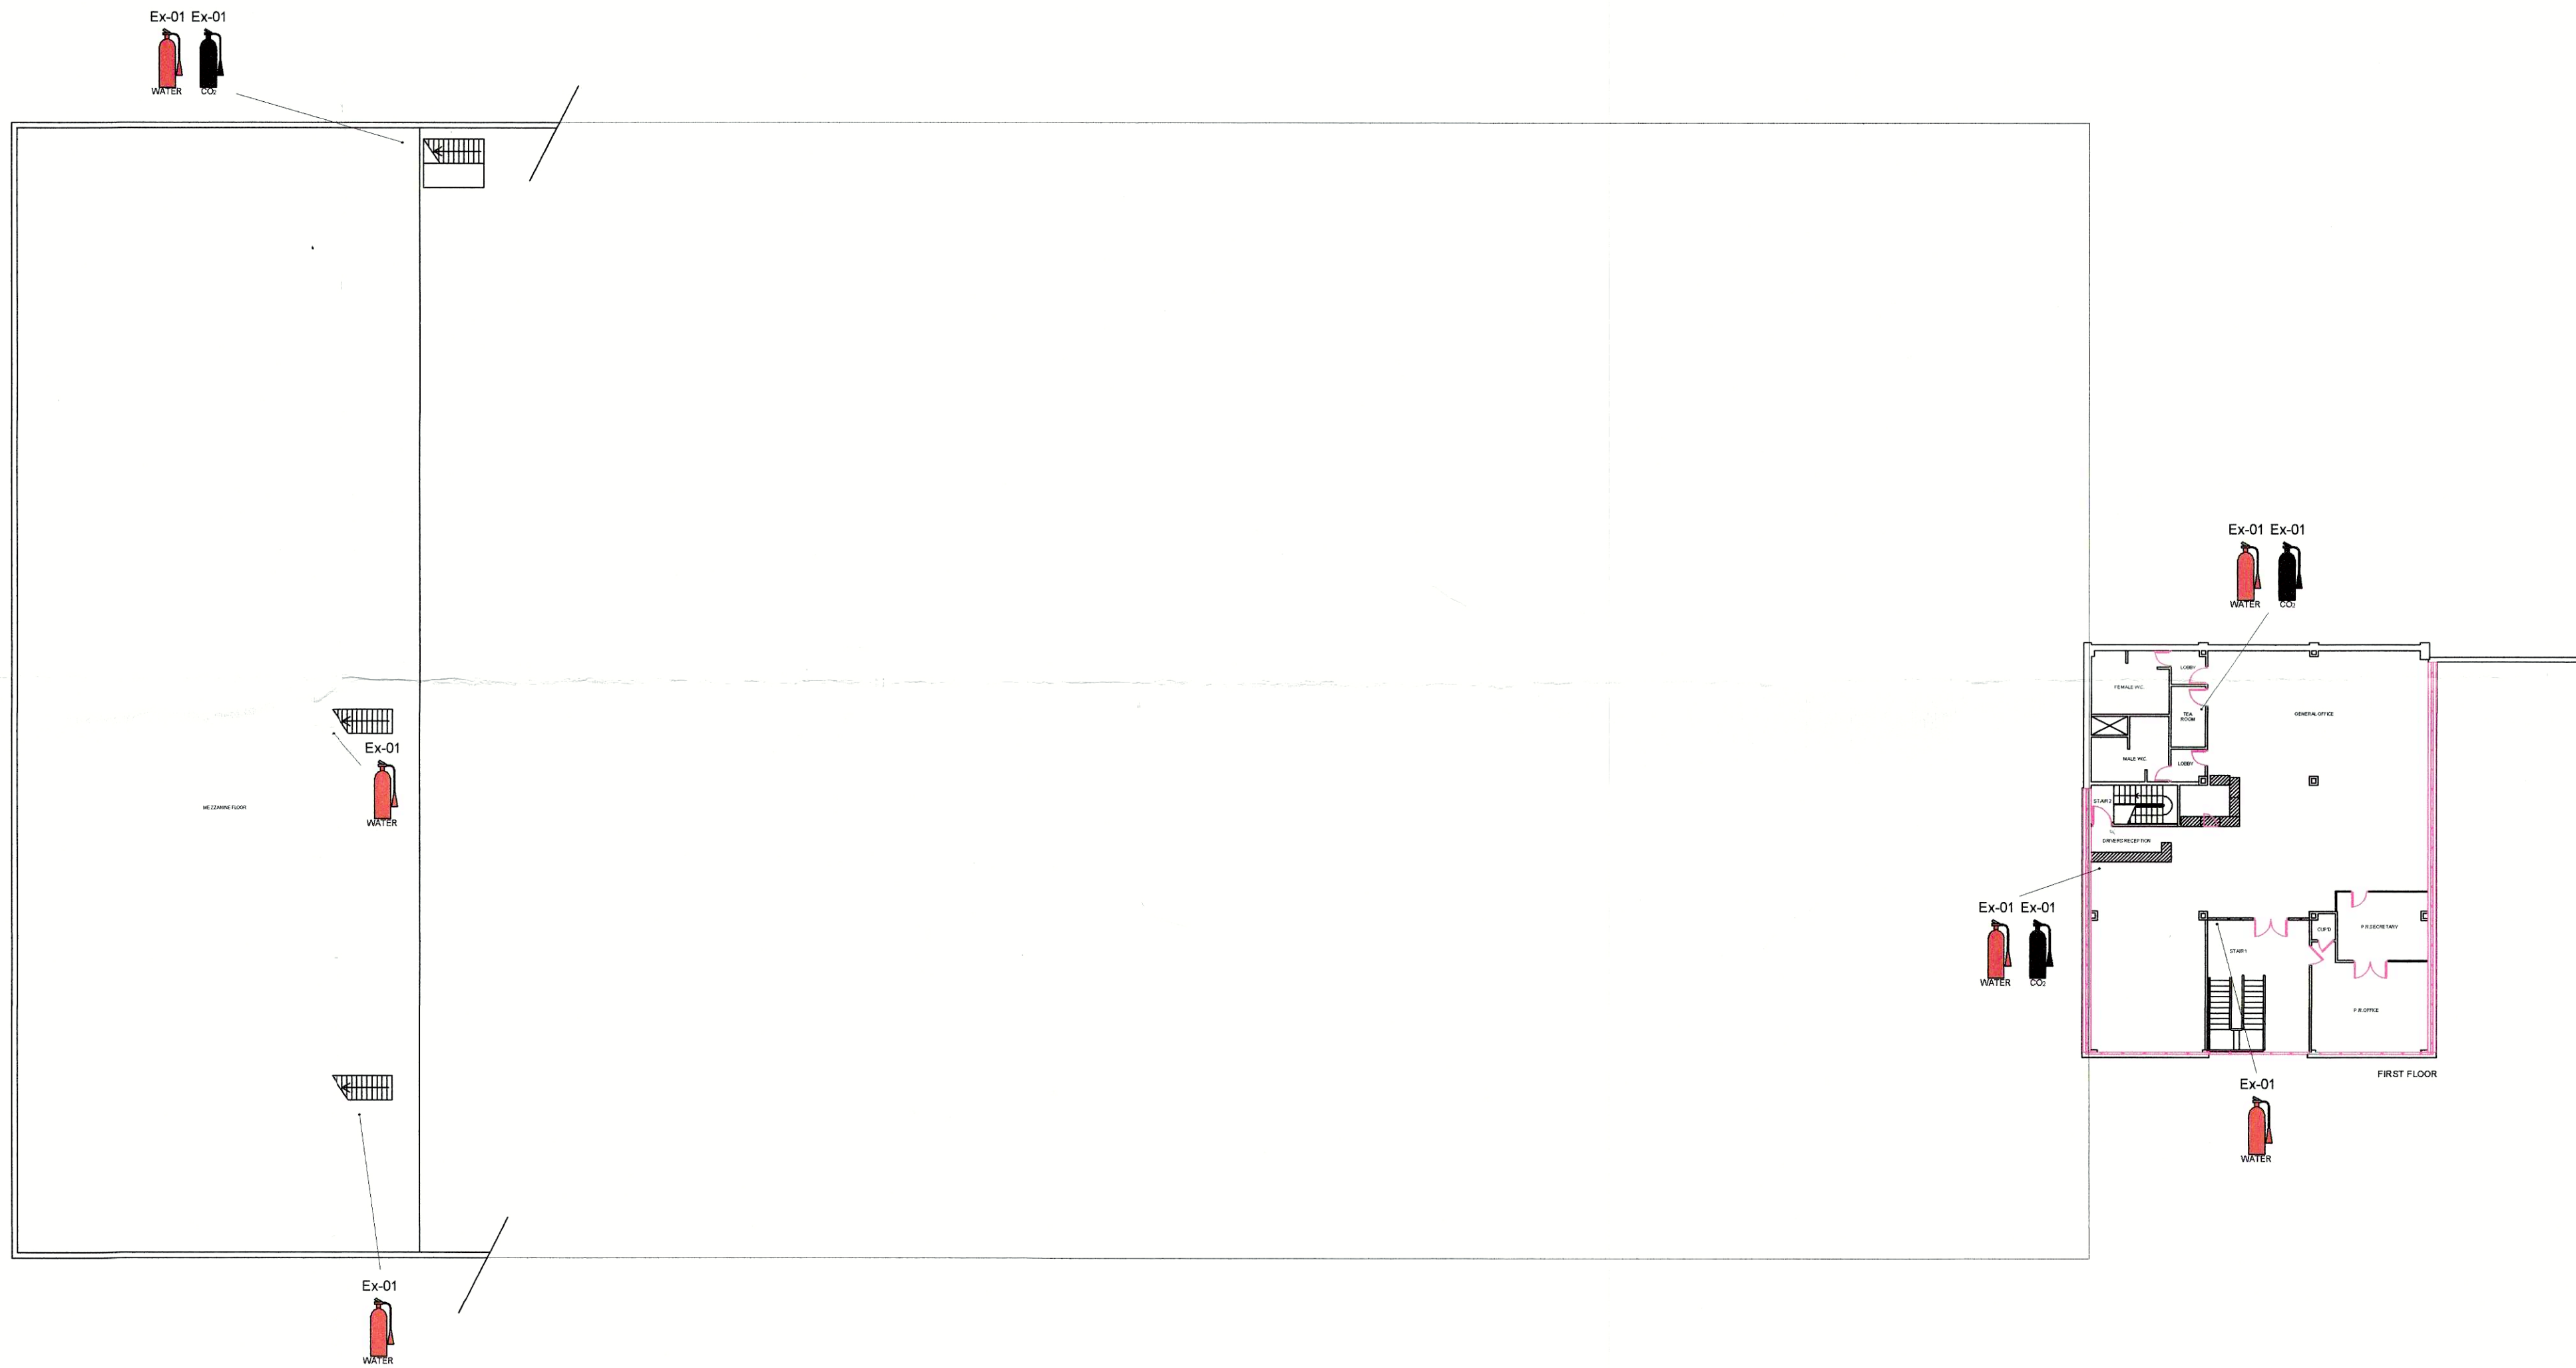 Ex-01 Ex-01
WATER CO2
Ex-01 Ex-01
WATER CO2
LOBBY
FEMALE W.C.
TEA
ROOM
GENERAL OFFICE
Ex-01
WATER
MEZZANINE FLOOR
MALE W.C.
LOBBY
STAIR 2
DRIVERS RECEPTION
Ex-01 Ex-01
WATER CO2
CUP'D
P.R.SECRETARY
STAIR 1
P.R.OFFICE
FIRST FLOOR
Ex-01
WATER
Ex-01
WATER